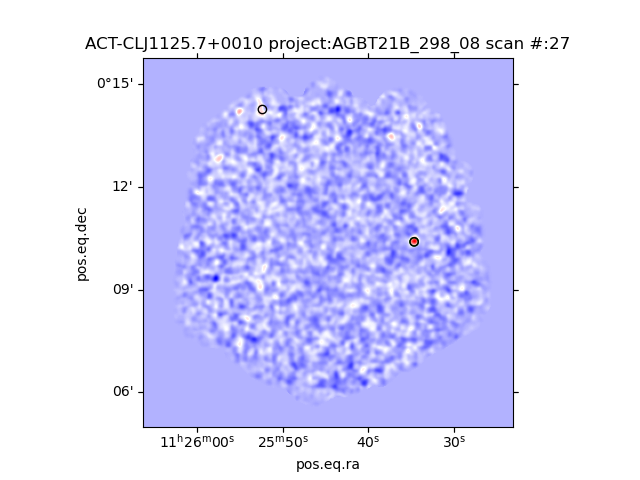 ACT-CLJ1125.7+0010 project:AGBT21B_298_08 scan #:27
0°15'
12'
09'
06'
pos.eq.dec
11ʰ26ᵐ00ˢ 25ᵐ50ˢ 40ˢ 30ˢ
pos.eq.ra